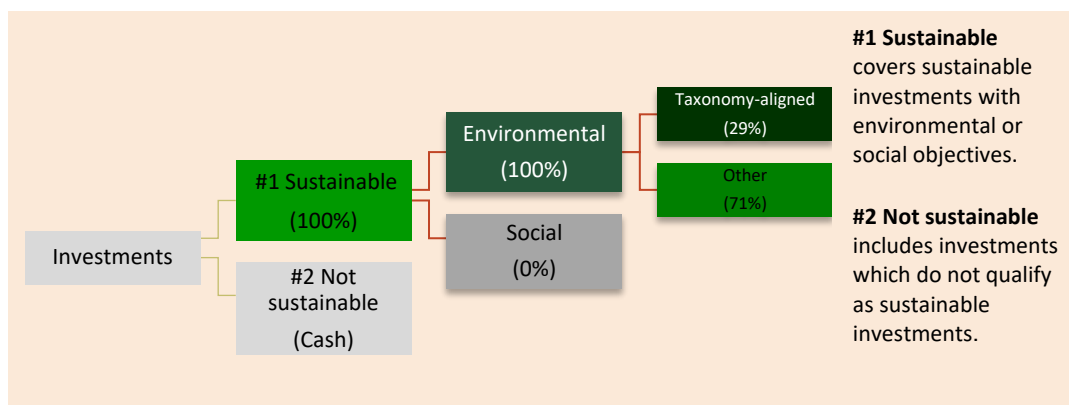 Investments
#1 Sustainable
(100%)
#2 Not
sustainable
(Cash)
Environmental
(100%)
Social
(0%)
Taxonomy-aligned
(29%)
Other
(71%)
#1 Sustainable
covers sustainable
investments with
environmental or
social objectives.
#2 Not sustainable
includes investments
which do not qualify
as sustainable
investments.